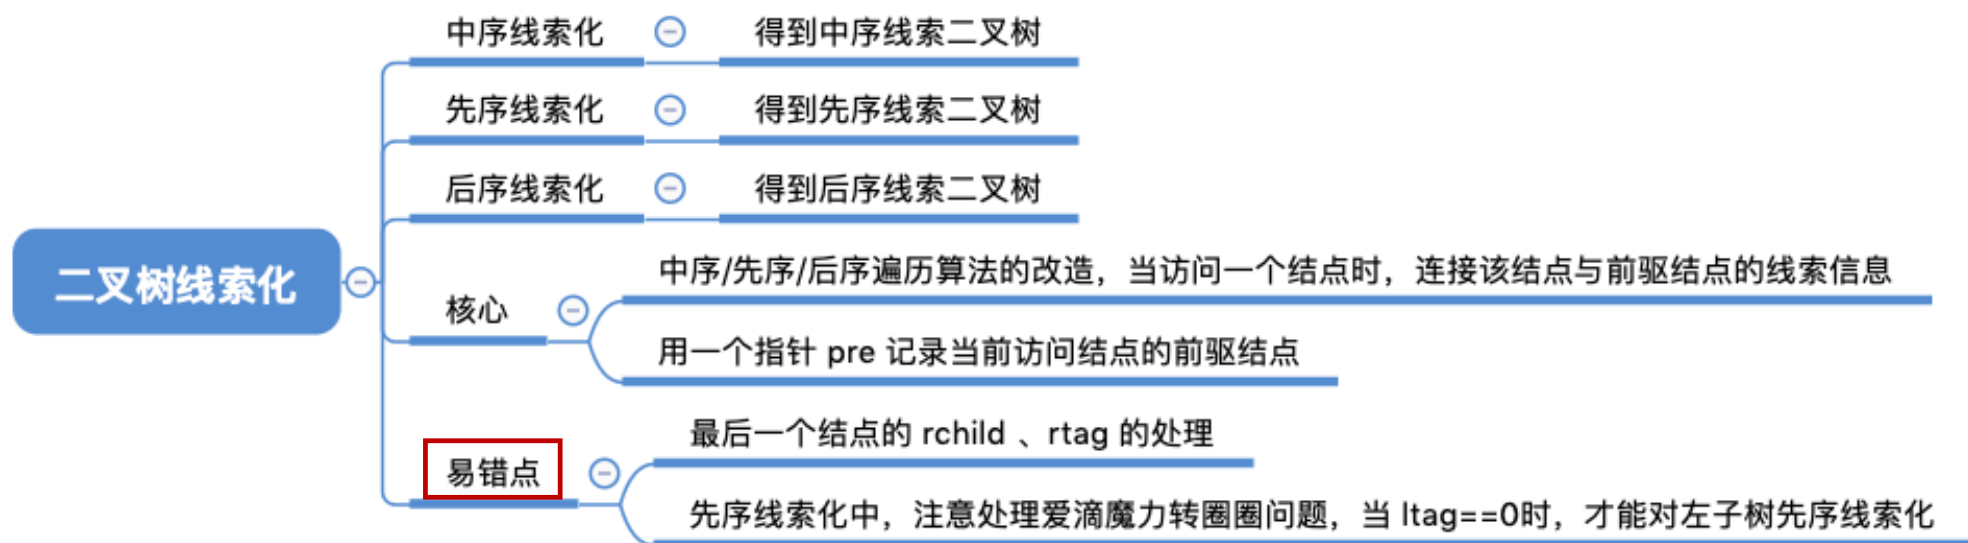 中序线索化
得到中序线索二叉树
先序线索化
得到先序线索二叉树
后序线索化
得到后序线索二叉树
二叉树线索化
中序/先序/后序遍历算法的改造，当访问一个结点时，连接该结点与前驱结点的线索信息
核心
用一个指针 pre 记录当前访问结点的前驱结点
最后一个结点的 rchild 、rtag 的处理
易错点
先序线索化中，注意处理爱滴魔力转圈圈问题，当 ltag==0时，才能对左子树先序线索化